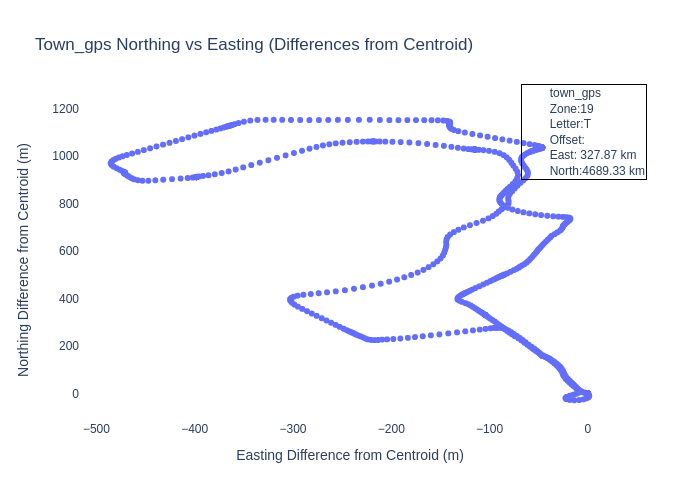 Town_gps Northing vs Easting (Differences from Centroid)
town_gps
Zone:19
Letter:T
Offset:
East: 327.87 km
North:4689.33 km
1200
1000
800
600
400
200
0
Northing Difference from Centroid (m)
−500 −400 −300 −200 −100 0
Easting Difference from Centroid (m)